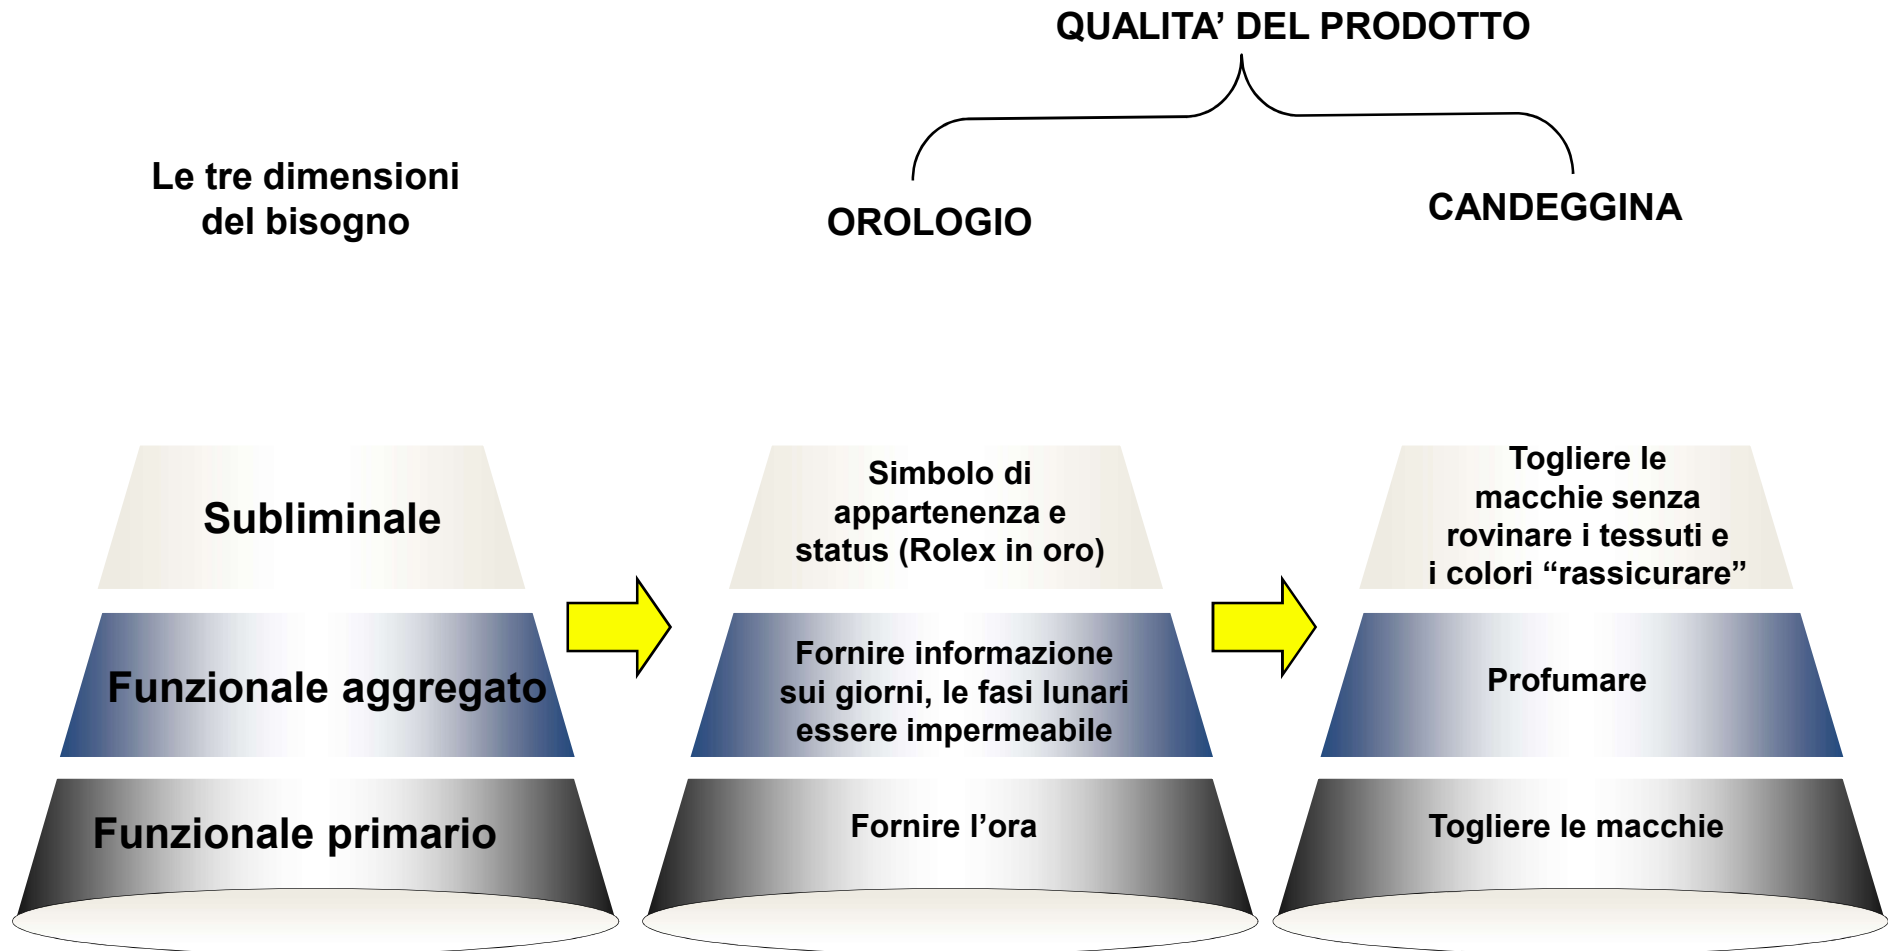 QUALITA’ DEL PRODOTTO
Le tre dimensioni
del bisogno
OROLOGIO
CANDEGGINA
Subliminale
Funzionale aggregato
Funzionale primario
Simbolo di
appartenenza e
status (Rolex in oro)
Fornire informazione
sui giorni, le fasi lunari
essere impermeabile
Fornire l’ora
Togliere le
macchie senza
rovinare i tessuti e
i colori “rassicurare”
Profumare
Togliere le macchie